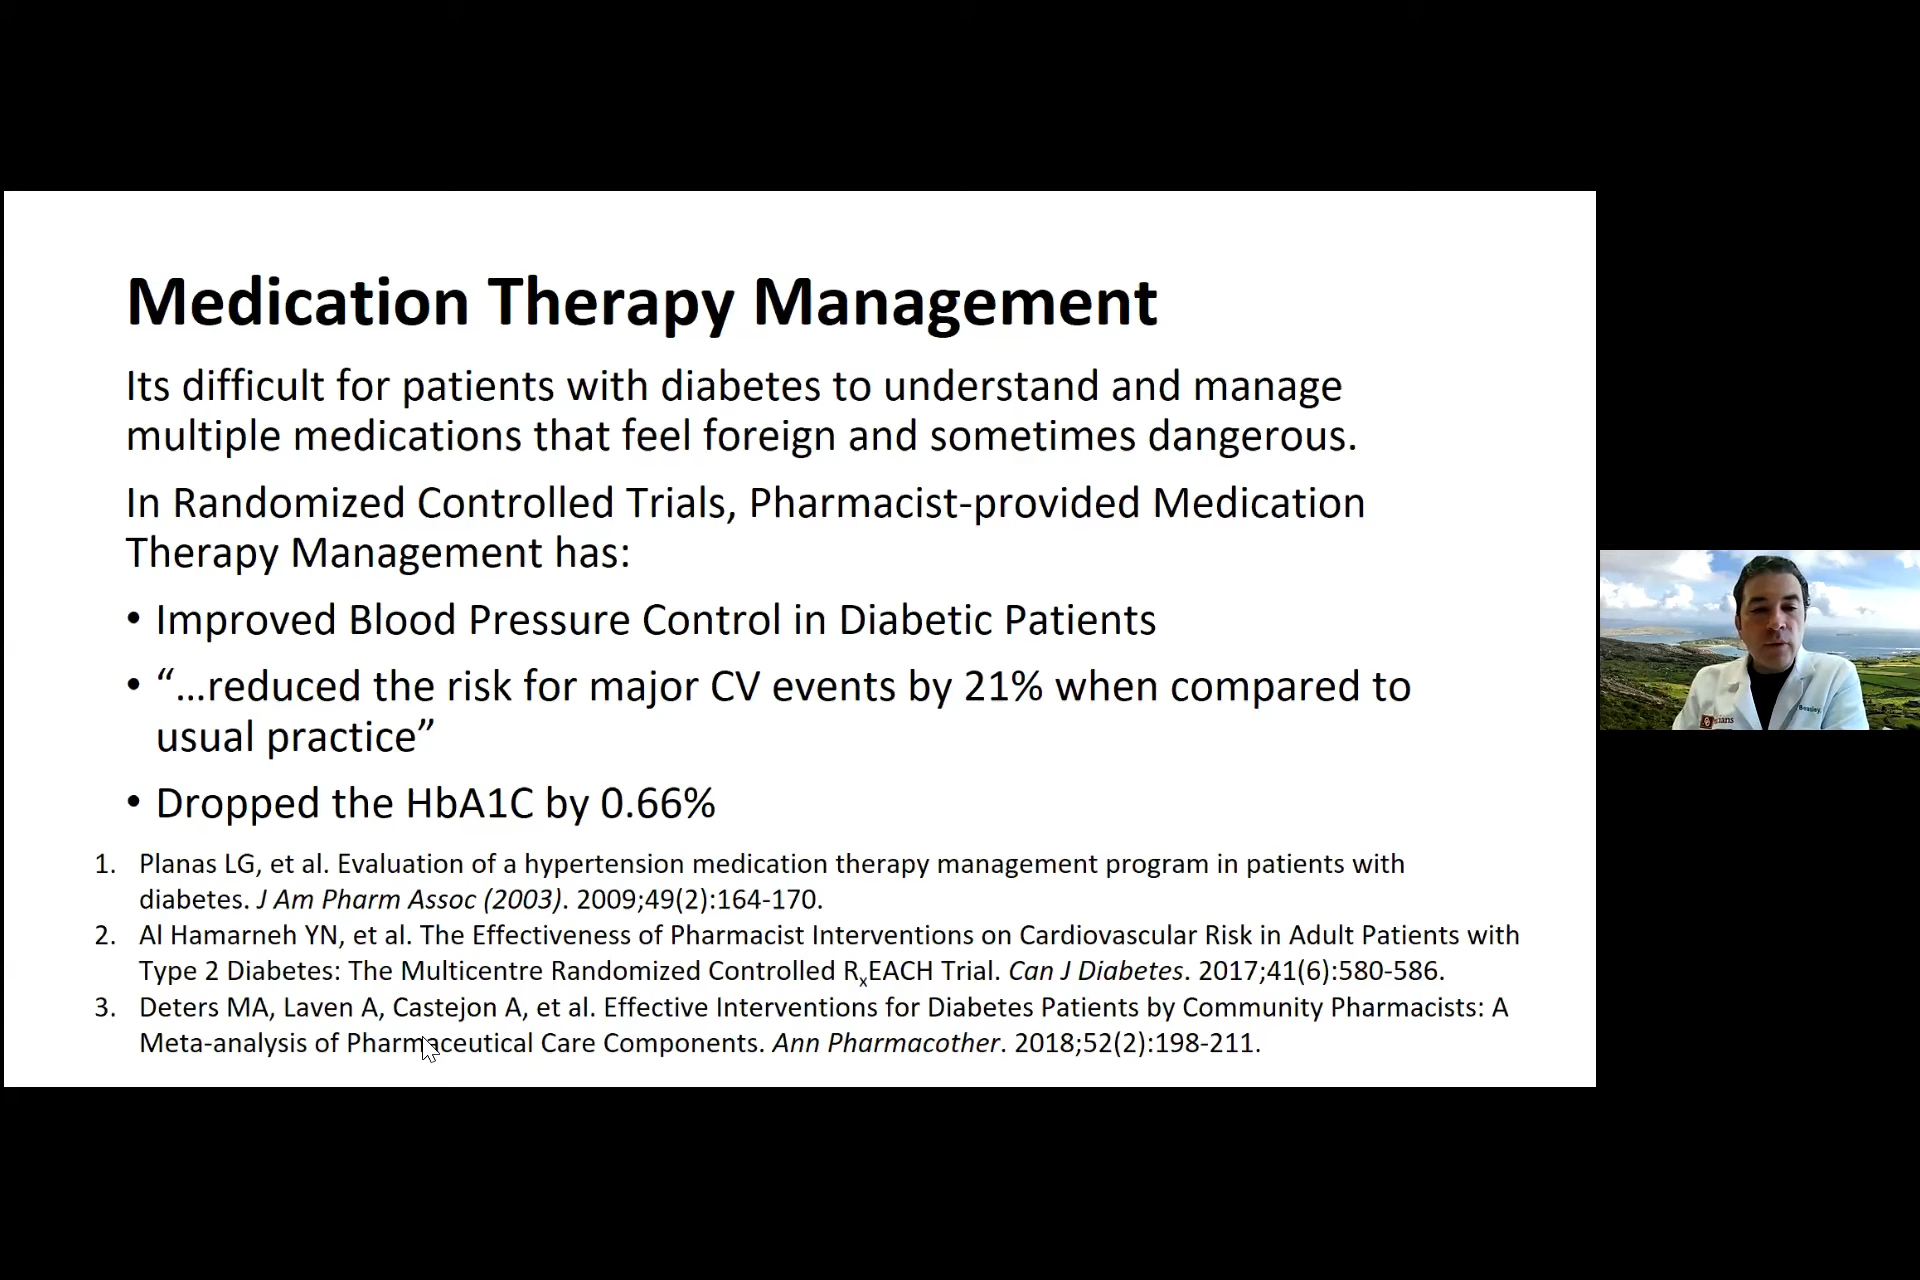 Medication Therapy Management
Its difficult for patients with diabetes to understand and manage
multiple medications that feel foreign and sometimes dangerous.
In Randomized Controlled Trials, Pharmacist-provided Medication
Therapy Management has:
• Improved Blood Pressure Control in Diabetic Patients
• “…reduced the risk for major CV events by 21% when compared to
usual practice”
• Dropped the HbA1C by 0.66%
1. Planas LG, et al. Evaluation of a hypertension medication therapy management program in patients with
diabetes. J Am Pharm Assoc (2003). 2009;49(2):164-170.
2. Al Hamarneh YN, et al. The Effectiveness of Pharmacist Interventions on Cardiovascular Risk in Adult Patients with
Type 2 Diabetes: The Multicentre Randomized Controlled RxEACH Trial. Can J Diabetes. 2017;41(6):580-586.
3. Deters MA, Laven A, Castejon A, et al. Effective Interventions for Diabetes Patients by Community Pharmacists: A
Meta-analysis of Pharmaceutical Care Components. Ann Pharmacother. 2018;52(2):198-211.
Beasley,